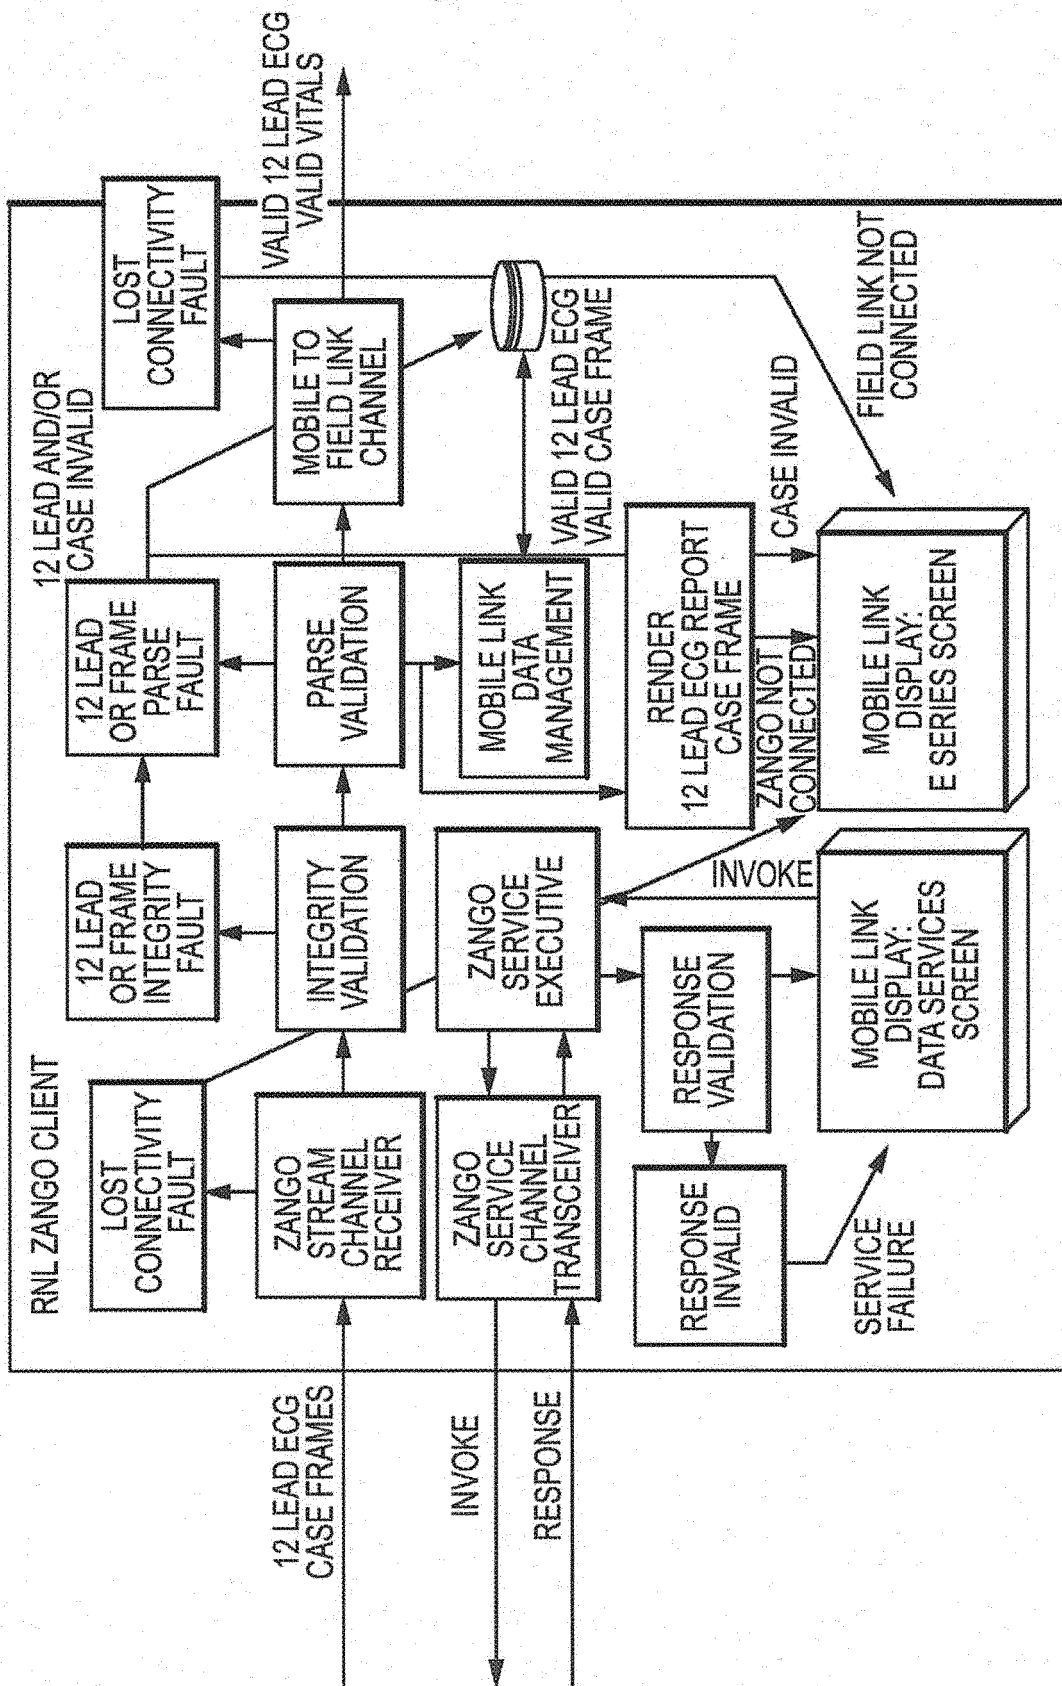 RNL ZANGO CLIENT
12 LEAD ECG
CASE FRAMES
INVOKE
RESPONSE
LOST
CONNECTIVITY
FAULT
12 LEAD
OR FRAME
INTEGRITY
FAULT
12 LEAD
OR FRAME
PARSE
FAULT
12 LEAD AND/OR
CASE INVALID
LOST
CONNECTIVITY
FAULT
VALID 12 LEAD ECG
VALID VITALS
ZANGO
STREAM
CHANNEL
RECEIVER
INTEGRITY
VALIDATION
PARSE
VALIDATION
MOBILE TO
FIELD LINK
CHANNEL
ZANGO
SERVICE
CHANNEL
TRANSCEIVER
ZANGO
SERVICE
EXECUTIVE
MOBILE LINK
DATA
MANAGEMENT
VALID 12 LEAD ECG
VALID CASE FRAME
RESPONSE
INVALID
RESPONSE
VALIDATION
INVOKE
RENDER
12 LEAD ECG REPORT
CASE FRAME
ZANGO NOT
CONNECTED
CASE INVALID
FIELD LINK NOT
CONNECTED
SERVICE
FAILURE
MOBILE LINK
DISPLAY:
DATA SERVICES
SCREEN
MOBILE LINK
DISPLAY:
E SERIES SCREEN